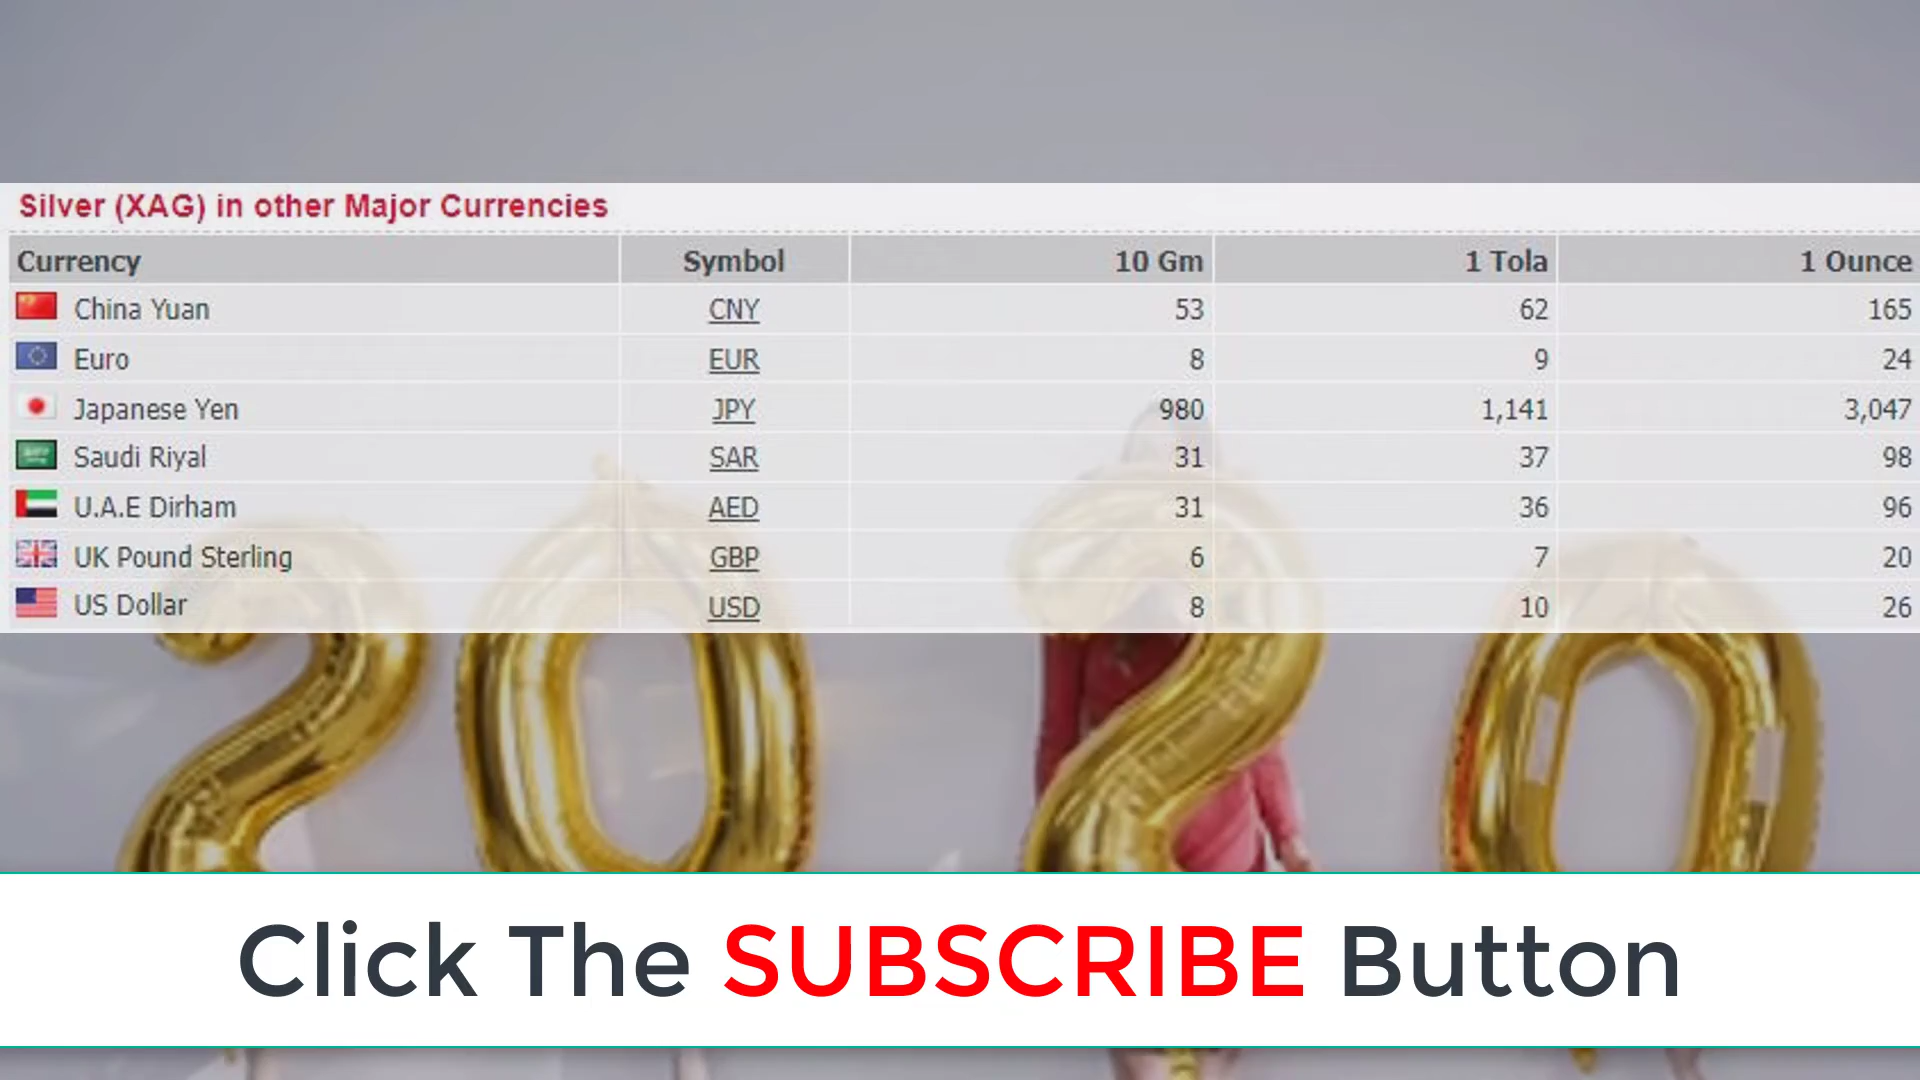 Silver (XAG) in other Major Currencies
Currency Symbol 10 Gm 1 Tola 1 Ounce
China Yuan CNY 53 62 165
Euro EUR 8 9 24
Japanese Yen JPY 980 1,141 3,047
Saudi Riyal SAR 31 37 98
U.A.E Dirham AED 31 36 96
UK Pound Sterling GBP 6 7 20
US Dollar USD 8 10 26
20 20
Click The SUBSCRIBE Button